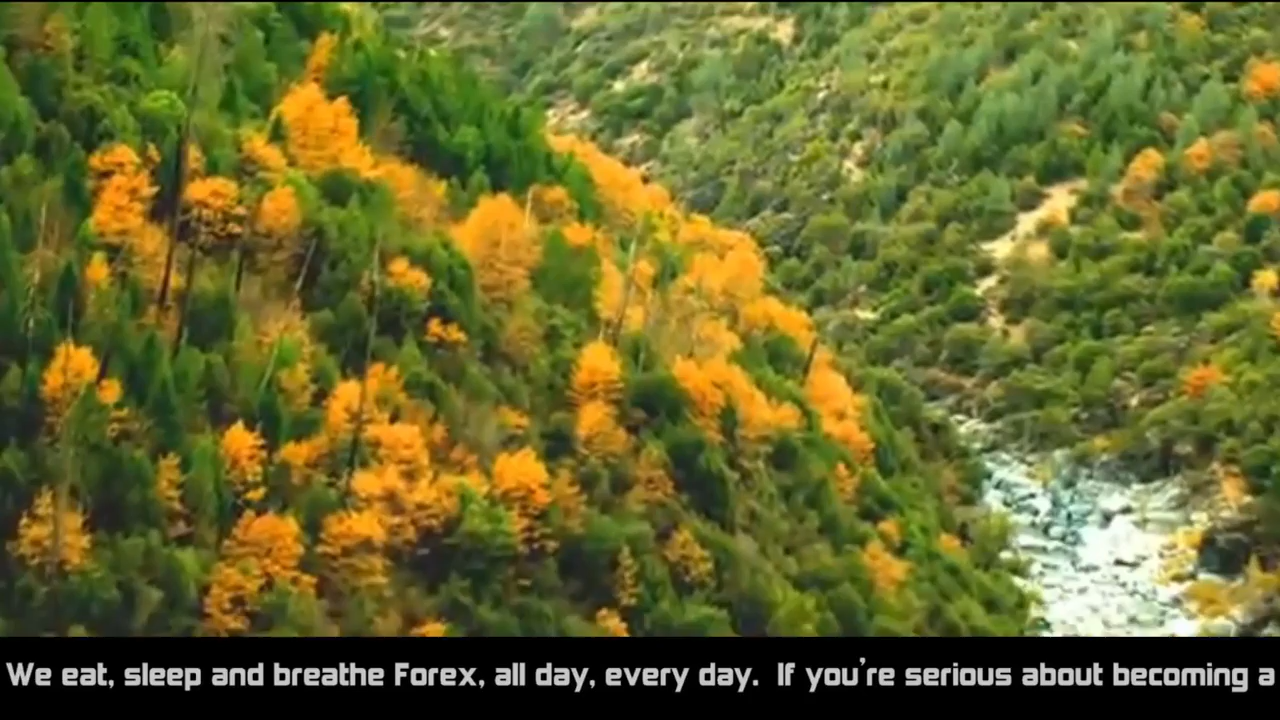 We eat, sleep and breathe Forex, all day, every day. If you're serious about becoming a